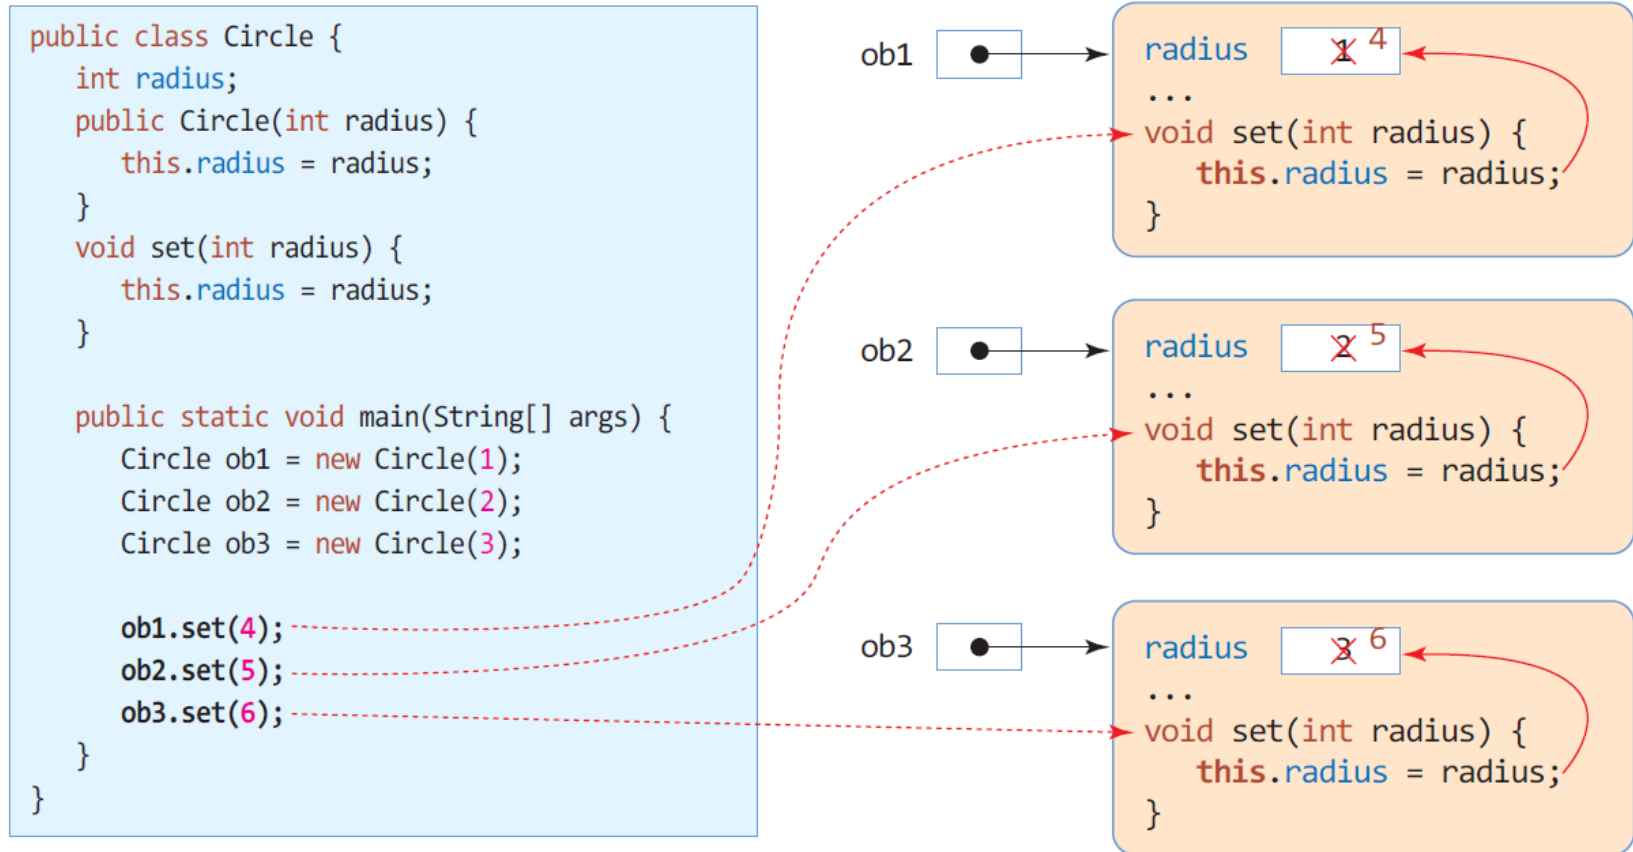 public class Circle {
int radius;
public Circle(int radius) {
this.radius = radius;
}
void set(int radius) {
this.radius = radius;
}
public static void main(String[] args) {
Circle ob1 = new Circle(1);
Circle ob2 = new Circle(2);
Circle ob3 = new Circle(3);
ob1.set(4);
ob2.set(5);
ob3.set(6);
}
}
ob1
radius 1 4
...
void set(int radius) {
this.radius = radius;
}
ob2
radius 2 5
...
void set(int radius) {
this.radius = radius;
}
ob3
radius 3 6
...
void set(int radius) {
this.radius = radius;
}